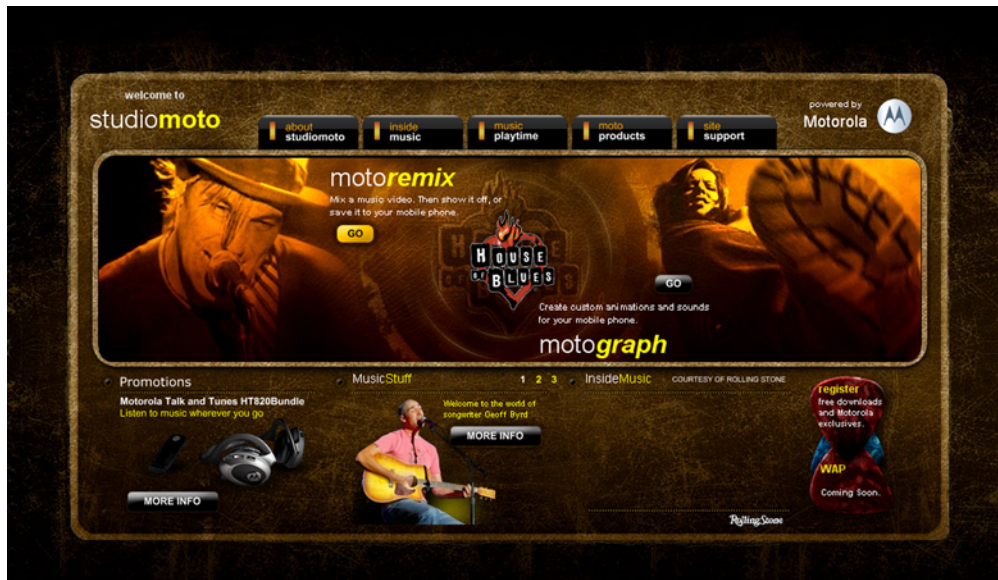 welcome to
studiomoto
about
studiomoto
inside
music
music
playtime
moto
products
site
support
powered by
Motorola
motoremix
Mix a music video. Then show it off, or
save it to your mobile phone.
GO
HOUSE
OF BLUES
GO
Create custom animations and sounds
for your mobile phone.
motograph
Promotions
Motorola Talk and Tunes HT820Bundle
Listen to music wherever you go
MORE INFO
MusicStuff
1 2 3
Welcome to the world of
songwriter Geoff Byrd
MORE INFO
InsideMusic
COURTESY OF ROLLING STONE
RollingStone
register
free downloads
and Motorola
exclusives.
WAP
Coming Soon.